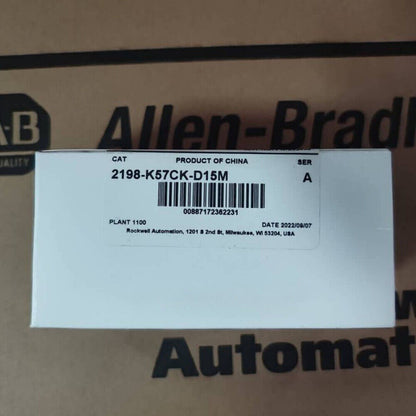 A-B
QUALITY
Allen-Bradl
CAT PRODUCT OF CHINA SER
2198-K57CK-D15M A
00887172362231
PLANT 1100 DATE 2022/09/07
Rockwell Automation, 1201 S 2nd St, Milwaukee, WI 53204, USA
Automat